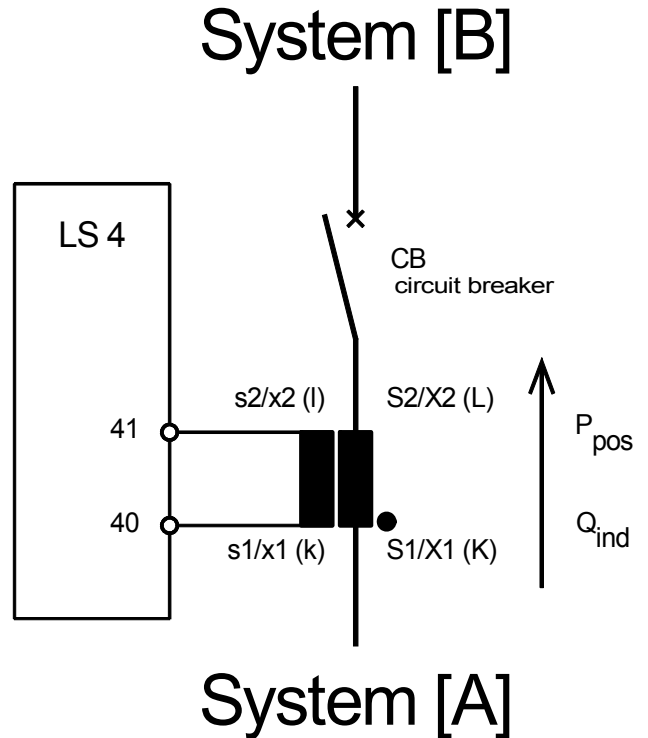 System [B]
LS 4
CB
circuit breaker
s2/x2 (l)
S2/X2 (L)
41
P pos
40
Q ind
s1/x1 (k)
S1/X1 (K)
System [A]